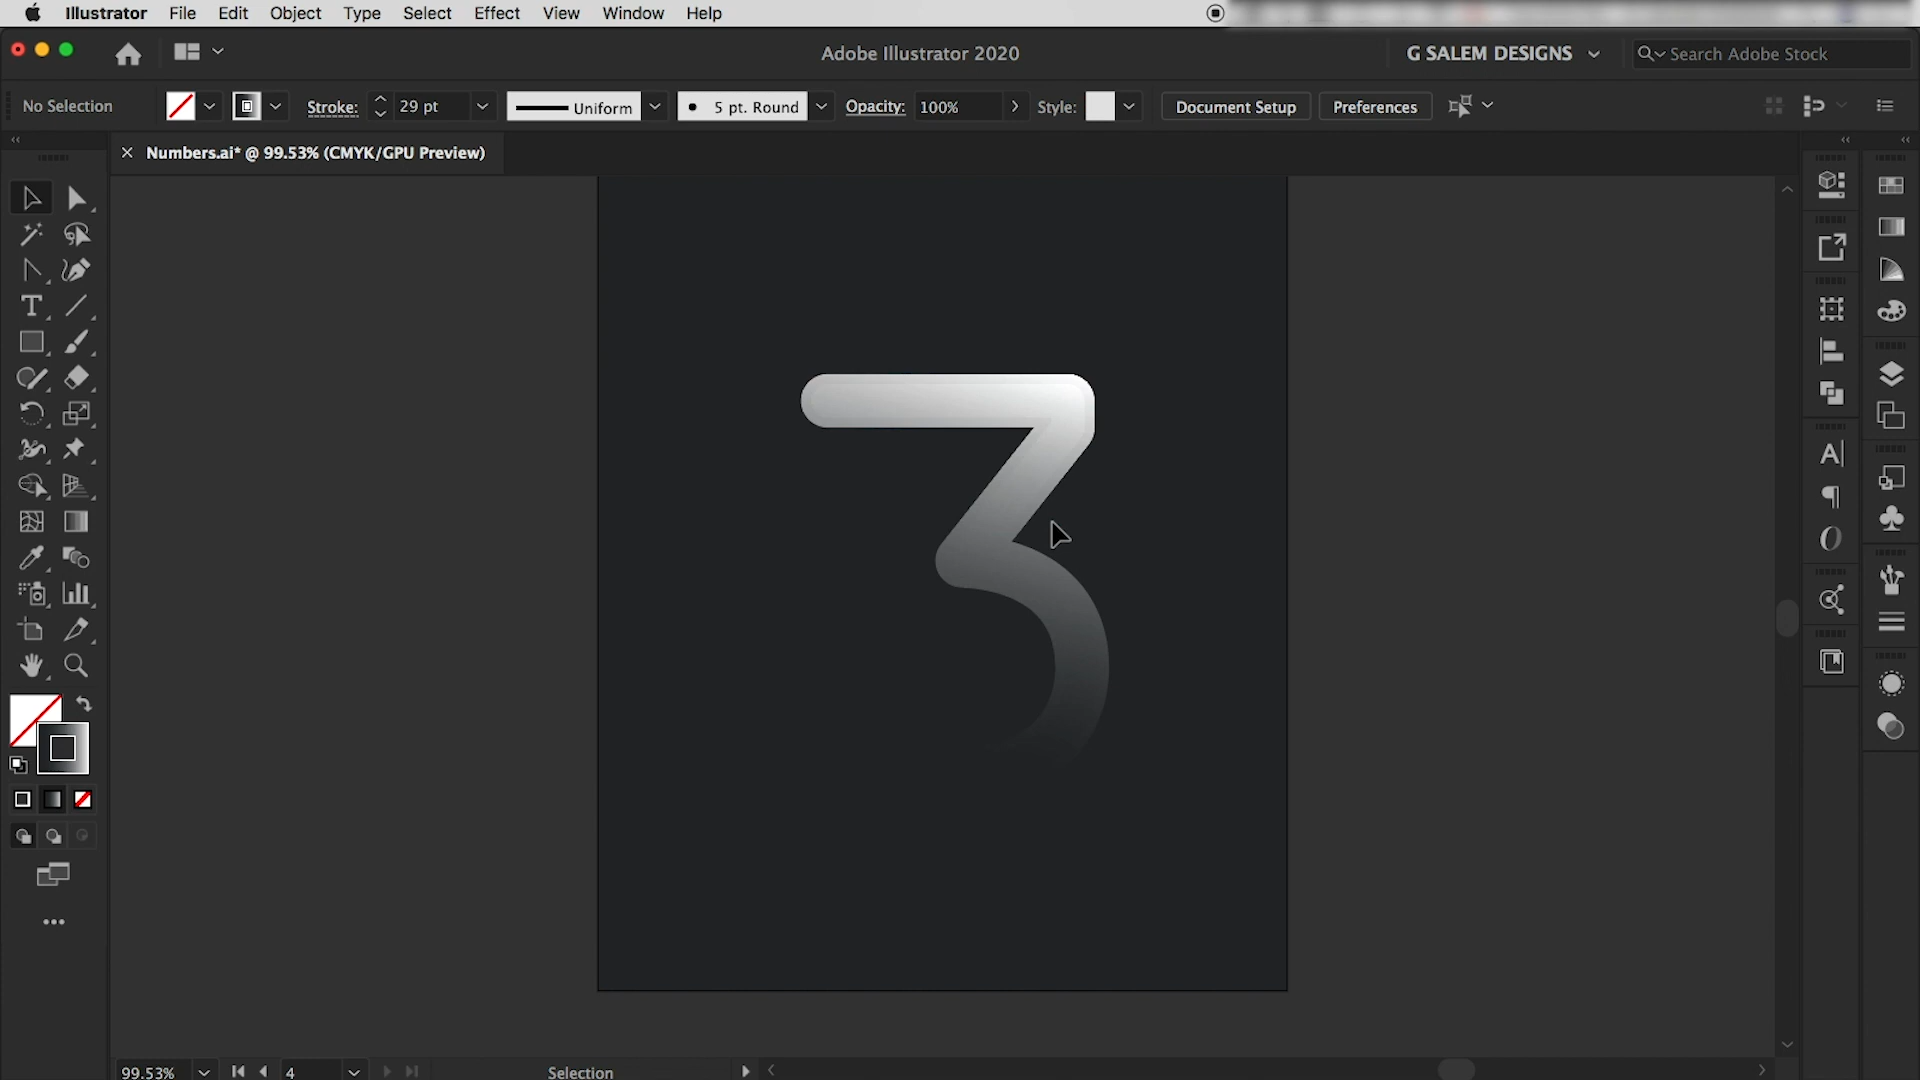 Illustrator File Edit Object Type Select Effect View Window Help
Adobe Illustrator 2020
G SALEM DESIGNS
Search Adobe Stock
No Selection
Stroke: 29 pt
Uniform
5 pt. Round
Opacity: 100%
Style:
Document Setup
Preferences
× Numbers.ai* @ 99.53% (CMYK/GPU Preview)
3
99.53%
4
Selection